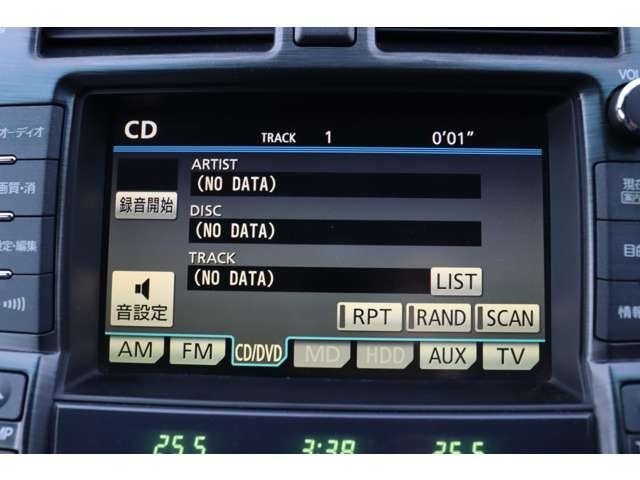 CD TRACK 1 0'01"
ARTIST
(NO DATA)
録音開始
DISC
(NO DATA)
TRACK
(NO DATA) LIST
音設定
RPT RAND SCAN
AM FM CD/DVD MD HDD AUX TV
オーディオ
画質・消
設定・編集
VOL
現在
目的
情報
25.5 3:38 25.5